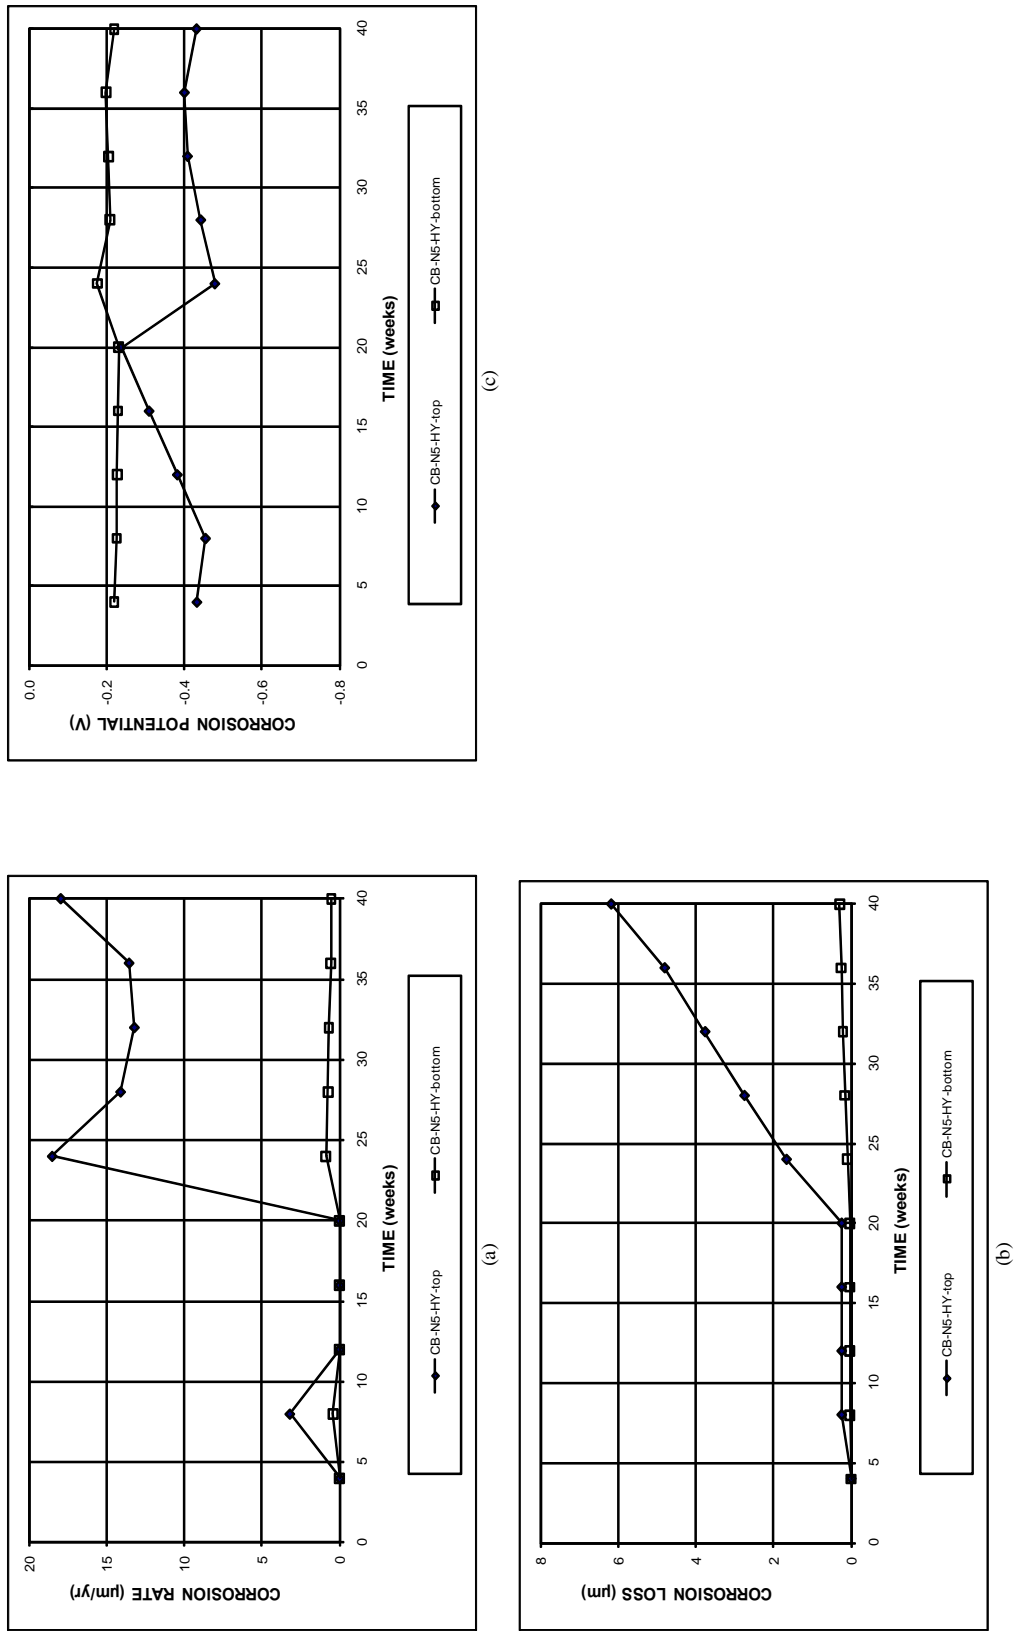 CORROSION RATE (µm/yr)
20
15
10
5
0
0 5 10 15 20 25 30 35 40
TIME (weeks)
CB-N5-HY-top CB-N5-HY-bottom
(a)
CORROSION LOSS (µm)
8
6
4
2
0
0 5 10 15 20 25 30 35 40
TIME (weeks)
CB-N5-HY-top CB-N5-HY-bottom
(b)
CORROSION POTENTIAL (V)
0.0
-0.2
-0.4
-0.6
-0.8
0 5 10 15 20 25 30 35 40
TIME (weeks)
CB-N5-HY-top CB-N5-HY-bottom
(c)